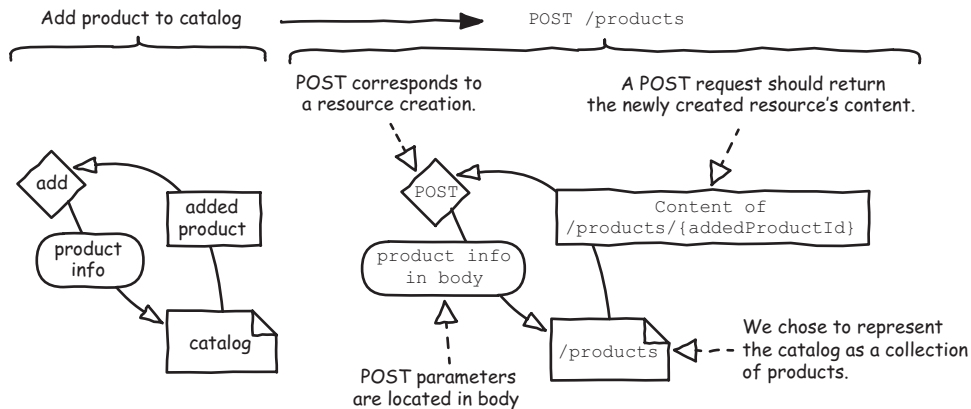 Add product to catalog
POST /products
POST corresponds to
a resource creation.
A POST request should return
the newly created resource's content.
add
added
product
product
info
catalog
POST
Content of
/products/{addedProductId}
product info
in body
/products
We chose to represent
the catalog as a collection
of products.
POST parameters
are located in body